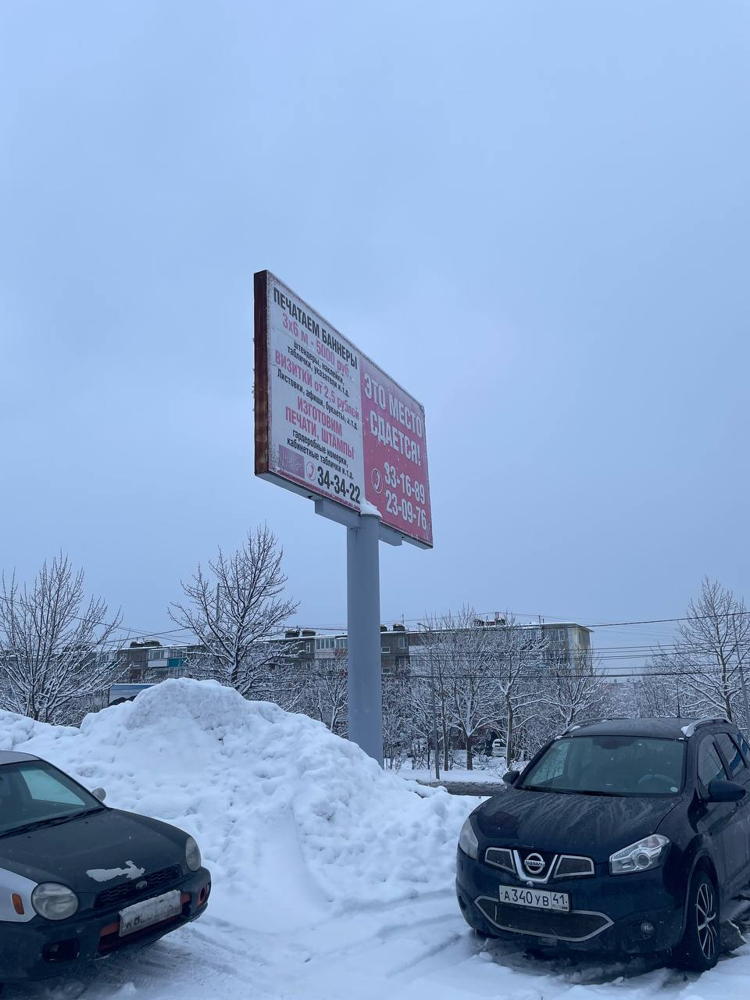 ПЕЧАТАЕМ БАННЕРЫ
3х6 м - 5000 руб.
штендеры, наклейки,
таблички, указатели и.т.д.
ВИЗИТКИ от 2,5 рублей
Листовки, афиши, буклеты, и.т.д.
ИЗГОТОВИМ
ПЕЧАТИ, ШТАМПЫ
гардеробные номерки,
кабинетные таблички и.т.д.
34-34-22
ЭТО МЕСТО
СДАЕТСЯ!
33-16-89
23-09-76
NISSAN
А340УВ 41